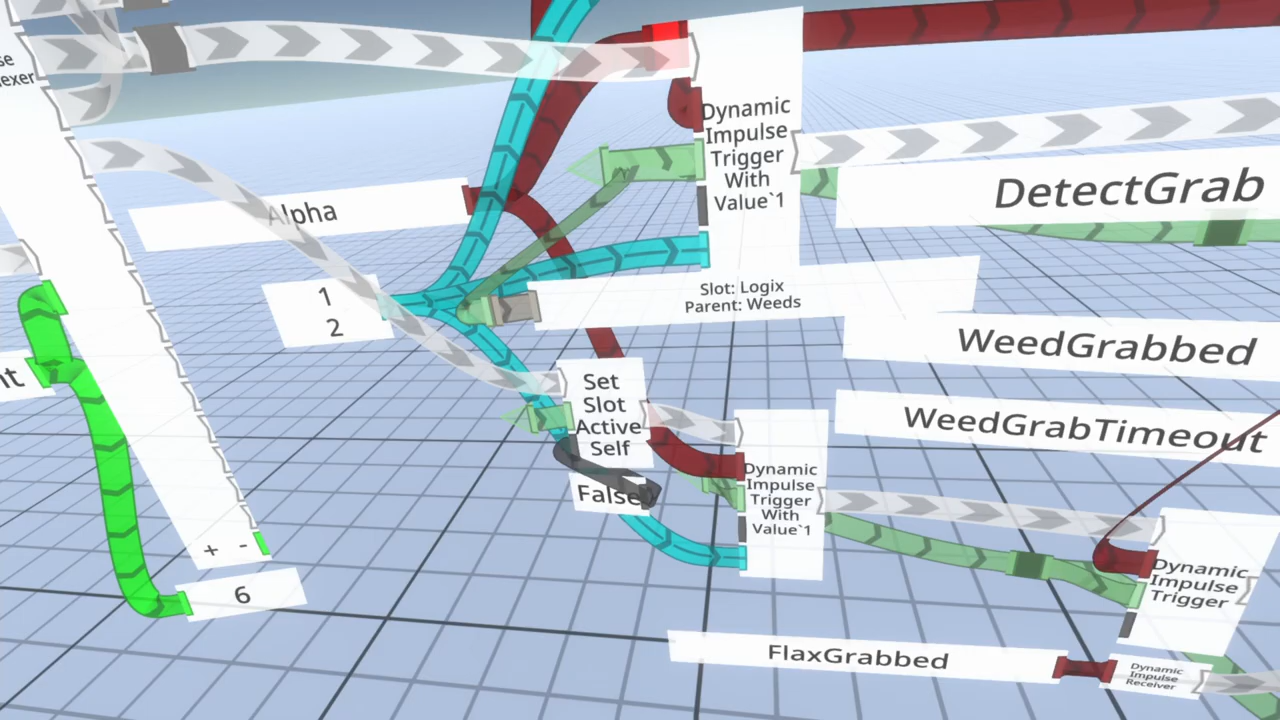 Dynamic
Impulse
Trigger
With
Value`1
DetectGrab
Alpha
1
2
Slot: Logix
Parent: Weeds
WeedGrabbed
Set
Slot
Active
Self
False
WeedGrabTimeout
Dynamic
Impulse
Trigger
With
Value`1
+ -
6
Dynamic
Impulse
Trigger
FlaxGrabbed
Dynamic
Impulse
Receiver